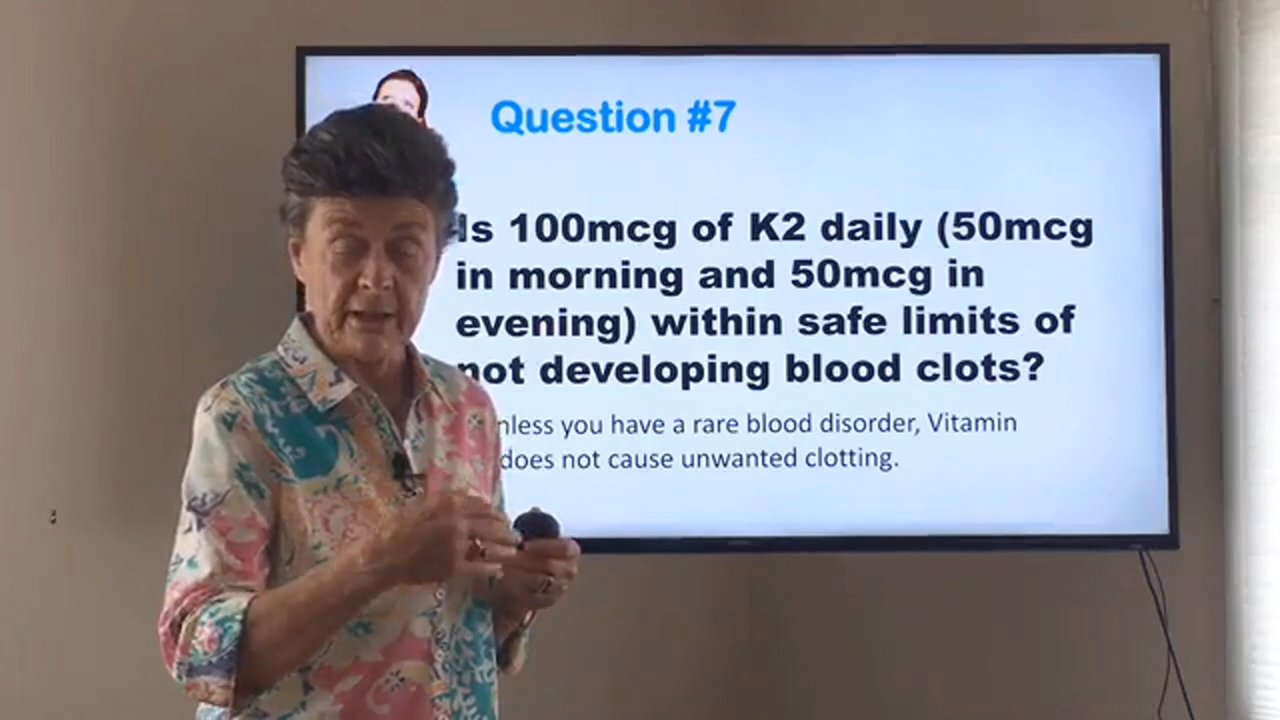 Question #7
Is 100mcg of K2 daily (50mcg
in morning and 50mcg in
evening) within safe limits of
not developing blood clots?
nless you have a rare blood disorder, Vitamin
does not cause unwanted clotting.